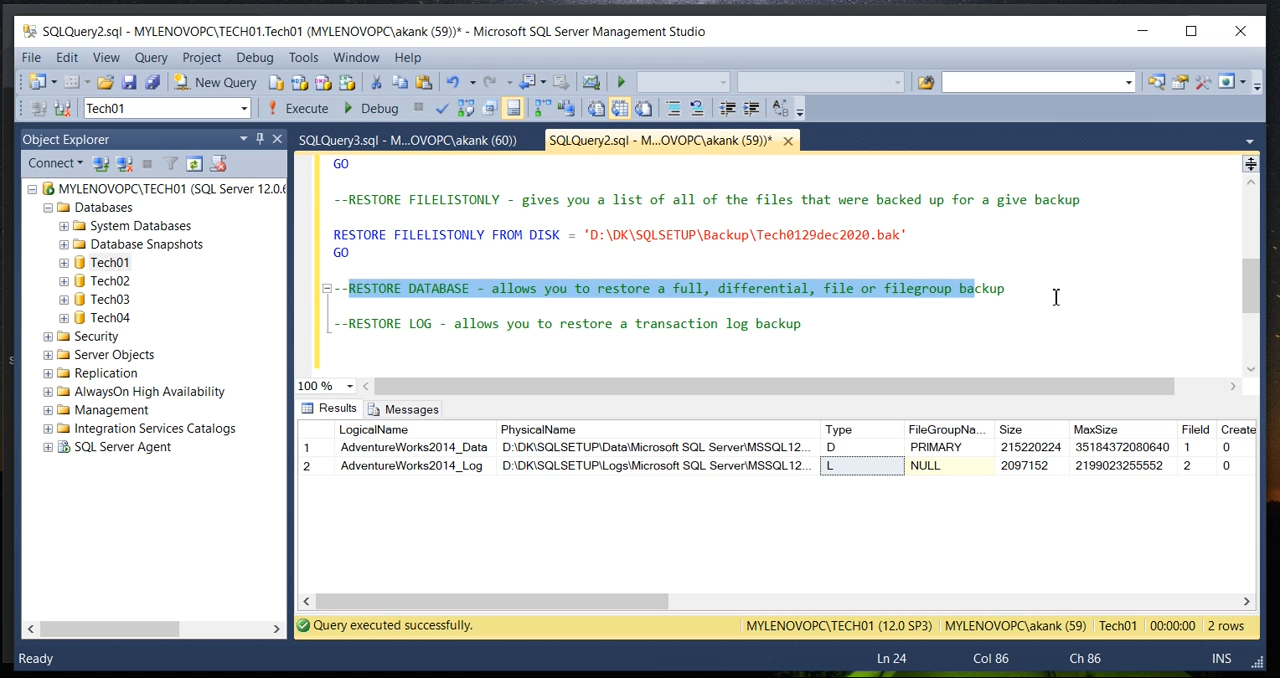 SQLQuery2.sql - MYLENOVOPC\TECH01.Tech01 (MYLENOVOPC\akank (59))* - Microsoft SQL Server Management Studio
File Edit View Query Project Debug Tools Window Help
New Query
Tech01 Execute Debug
Object Explorer
Connect
MYLENOVOPC\TECH01 (SQL Server 12.0.6
Databases
System Databases
Database Snapshots
Tech01
Tech02
Tech03
Tech04
Security
Server Objects
Replication
AlwaysOn High Availability
Management
Integration Services Catalogs
SQL Server Agent
SQLQuery3.sql - M...OVOPC\akank (60)) SQLQuery2.sql - M...OVOPC\akank (59))*
GO
--RESTORE FILELISTONLY - gives you a list of all of the files that were backed up for a give backup
RESTORE FILELISTONLY FROM DISK = 'D:\DK\SQLSETUP\Backup\Tech0129dec2020.bak'
GO
--RESTORE DATABASE - allows you to restore a full, differential, file or filegroup backup
--RESTORE LOG - allows you to restore a transaction log backup
100 %
Results Messages
LogicalName PhysicalName Type FileGroupNa... Size MaxSize FileId Create
1 AdventureWorks2014_Data D:\DK\SQLSETUP\Data\Microsoft SQL Server\MSSQL12... D PRIMARY 215220224 35184372080640 1 0
2 AdventureWorks2014_Log D:\DK\SQLSETUP\Logs\Microsoft SQL Server\MSSQL12... L NULL 2097152 2199023255552 2 0
Query executed successfully. MYLENOVOPC\TECH01 (12.0 SP3) MYLENOVOPC\akank (59) Tech01 00:00:00 2 rows
Ready Ln 24 Col 86 Ch 86 INS